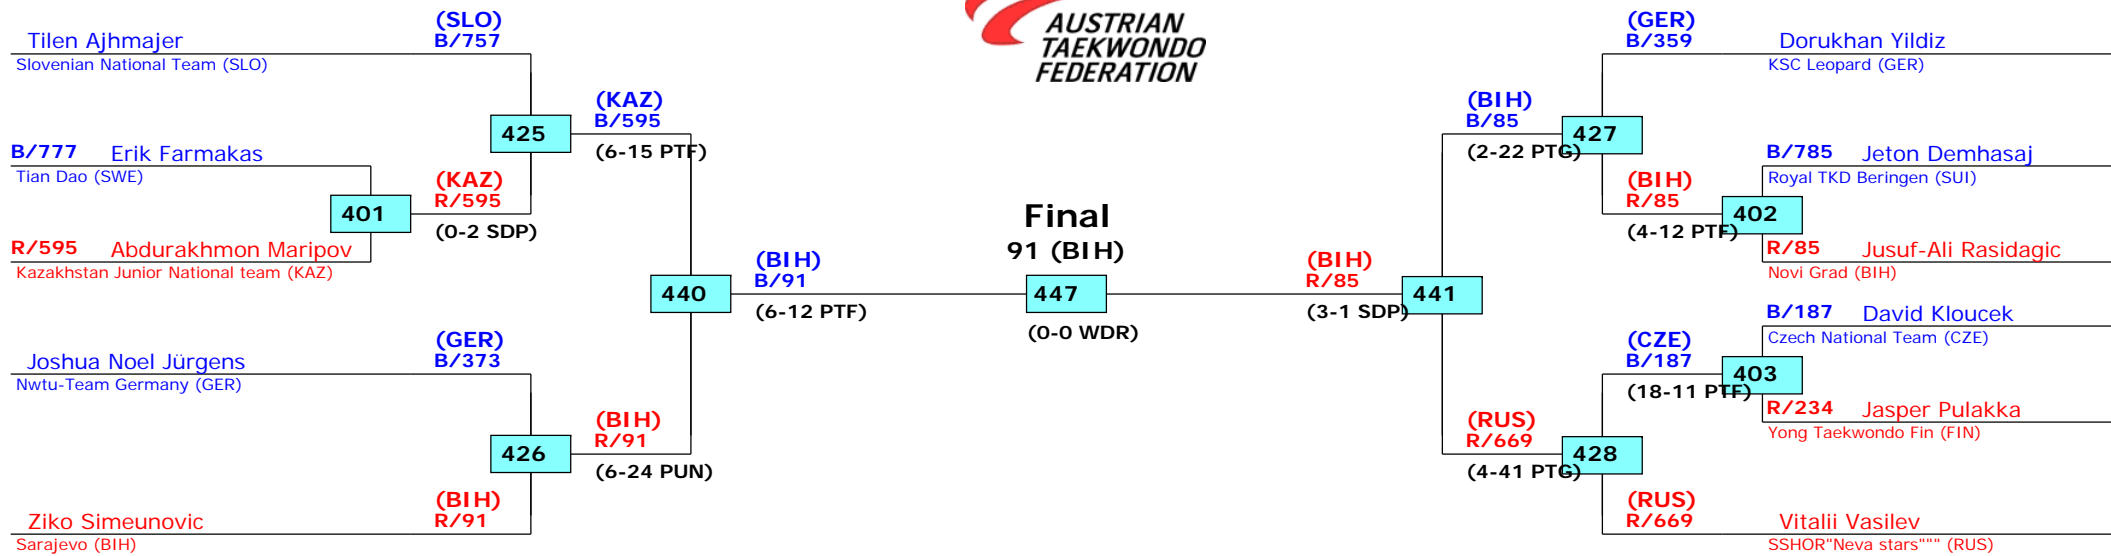 AUSTRIAN
TAEKWONDO
FEDERATION
(SLO)
B/757
Tilen Ajhmajer
Slovenian National Team (SLO)
425
(KAZ)
B/595
(6-15 PTF)
B/777 Erik Farmakas
Tian Dao (SWE)
401
(KAZ)
R/595
(0-2 SDP)
R/595 Abdurakhmon Maripov
Kazakhstan Junior National team (KAZ)
440
(BIH)
B/91
(6-12 PTF)
(GER)
B/373
Joshua Noel Jürgens
Nwtu-Team Germany (GER)
426
(BIH)
R/91
(6-24 PUN)
(BIH)
R/91
Ziko Simeunovic
Sarajevo (BIH)
Final
91 (BIH)
447
(0-0 WDR)
(GER)
B/359
Dorukhan Yildiz
KSC Leopard (GER)
(BIH)
B/85
427
(2-22 PTG)
B/785 Jeton Demhasaj
Royal TKD Beringen (SUI)
(BIH)
R/85
402
(4-12 PTF)
R/85 Jusuf-Ali Rasidagic
Novi Grad (BIH)
(BIH)
R/85
441
(3-1 SDP)
B/187 David Kloucek
Czech National Team (CZE)
(CZE)
B/187
403
(18-11 PTF)
R/234 Jasper Pulakka
Yong Taekwondo Fin (FIN)
(RUS)
R/669
428
(4-41 PTG)
(RUS)
R/669
Vitalii Vasilev
SSHOR"Neva stars""" (RUS)